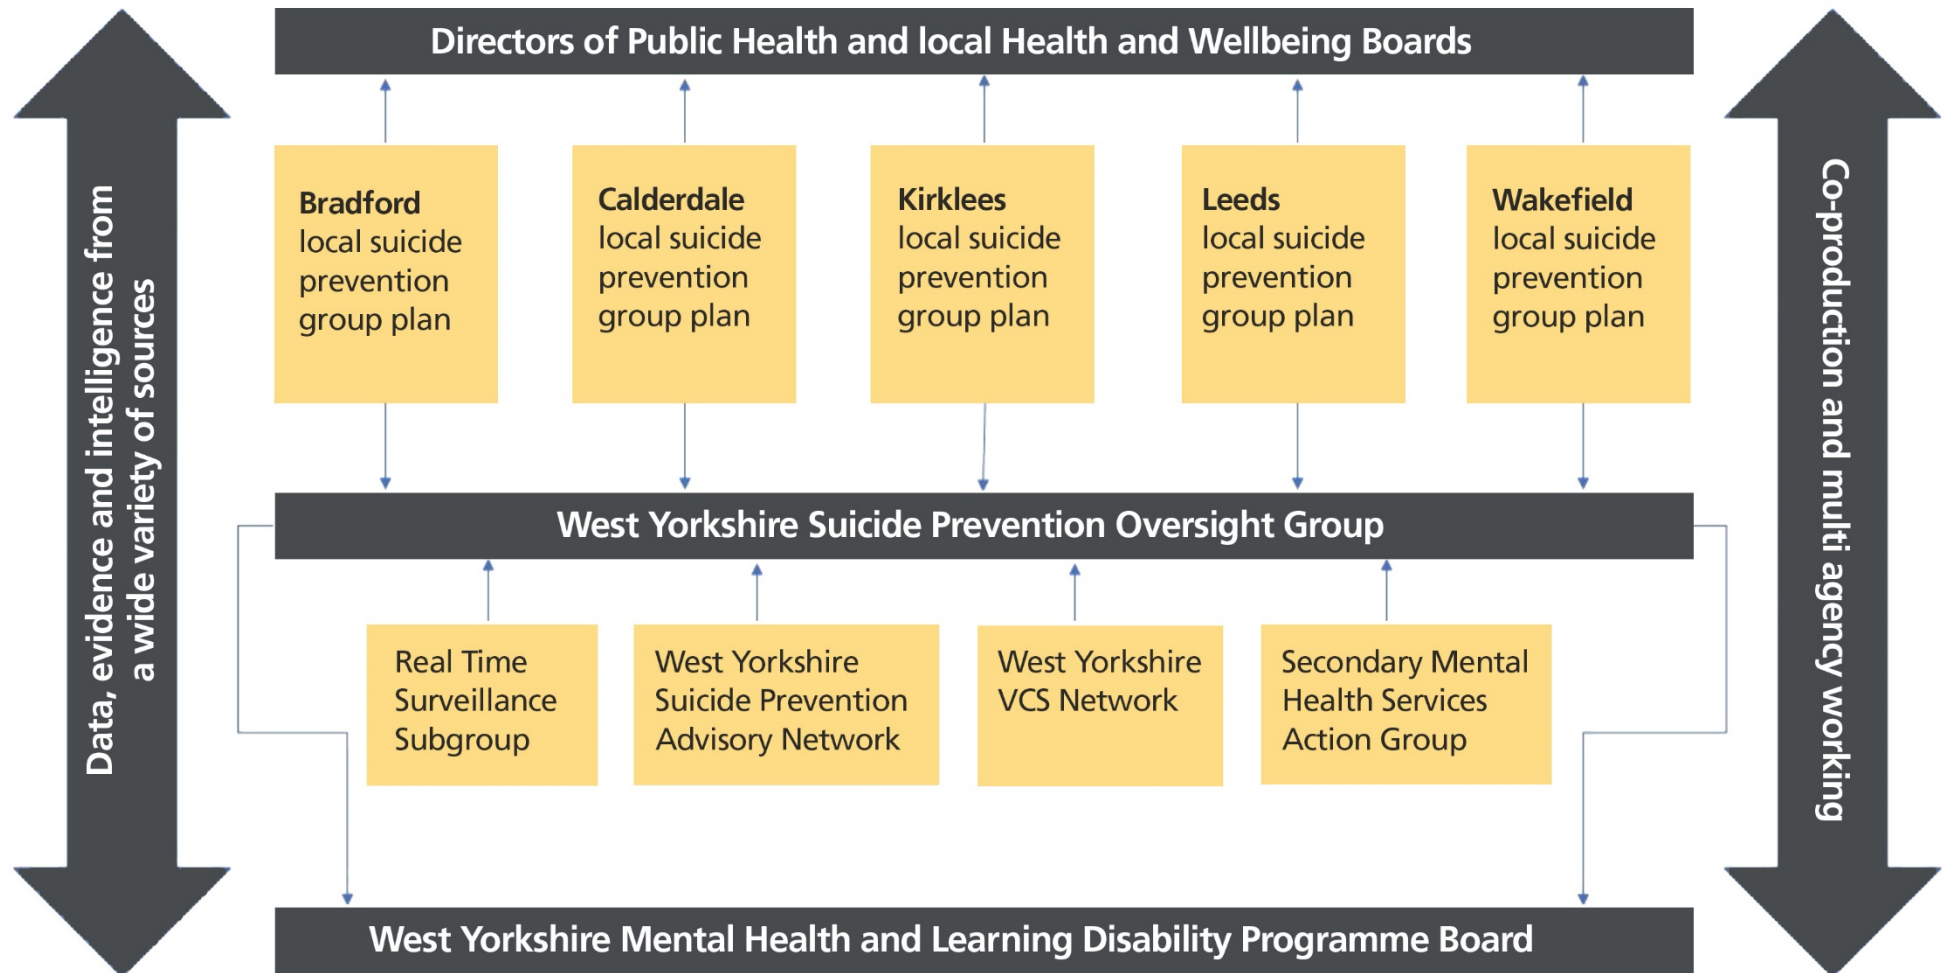 Directors of Public Health and local Health and Wellbeing Boards
Data, evidence and intelligence from
a wide variety of sources
Bradford
local suicide
prevention
group plan
Calderdale
local suicide
prevention
group plan
Kirklees
local suicide
prevention
group plan
Leeds
local suicide
prevention
group plan
Wakefield
local suicide
prevention
group plan
Co-production and multi agency working
West Yorkshire Suicide Prevention Oversight Group
Real Time
Surveillance
Subgroup
West Yorkshire
Suicide Prevention
Advisory Network
West Yorkshire
VCS Network
Secondary Mental
Health Services
Action Group
West Yorkshire Mental Health and Learning Disability Programme Board